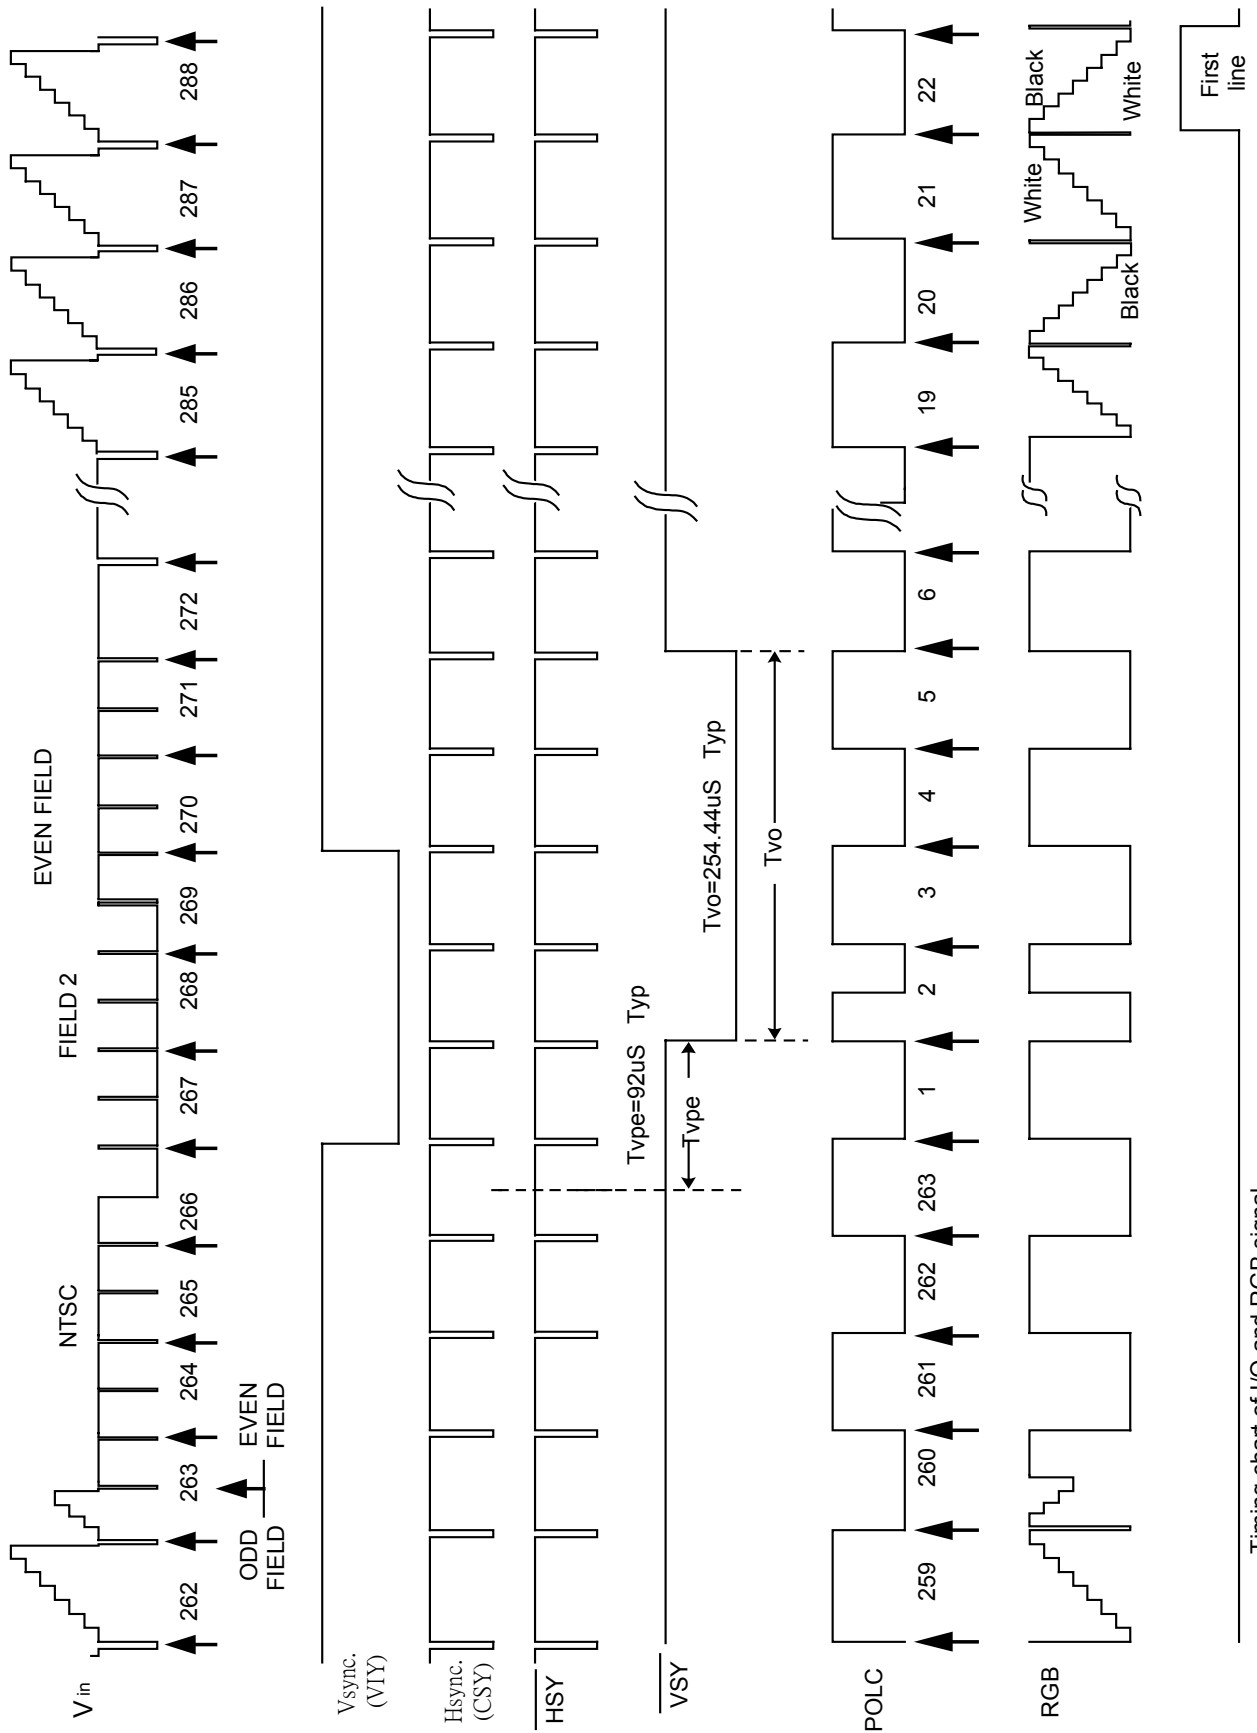 NTSC
FIELD 2
EVEN FIELD
V in
262
263
264
265
266
267
268
269
270
271
272
285
286
287
288
ODD
FIELD
EVEN
FIELD
Vsync.
(VIY)
Hsync.
(CSY)
HSY
Tvpe=92uS Typ
Tvpe
VSY
Tvo=254.44uS Typ
Tvo
POLC
259
260
261
262
263
1
2
3
4
5
6
19
20
21
22
RGB
White
Black
Black
White
First
line
Timing chart of I/O and RGB signal